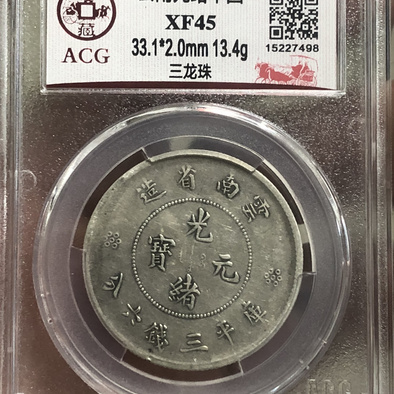 藏
ACG
XF45
33.1*2.0mm 13.4g
三龙珠
15227498
雲南省造
光緒元寶
庫平三錢六分